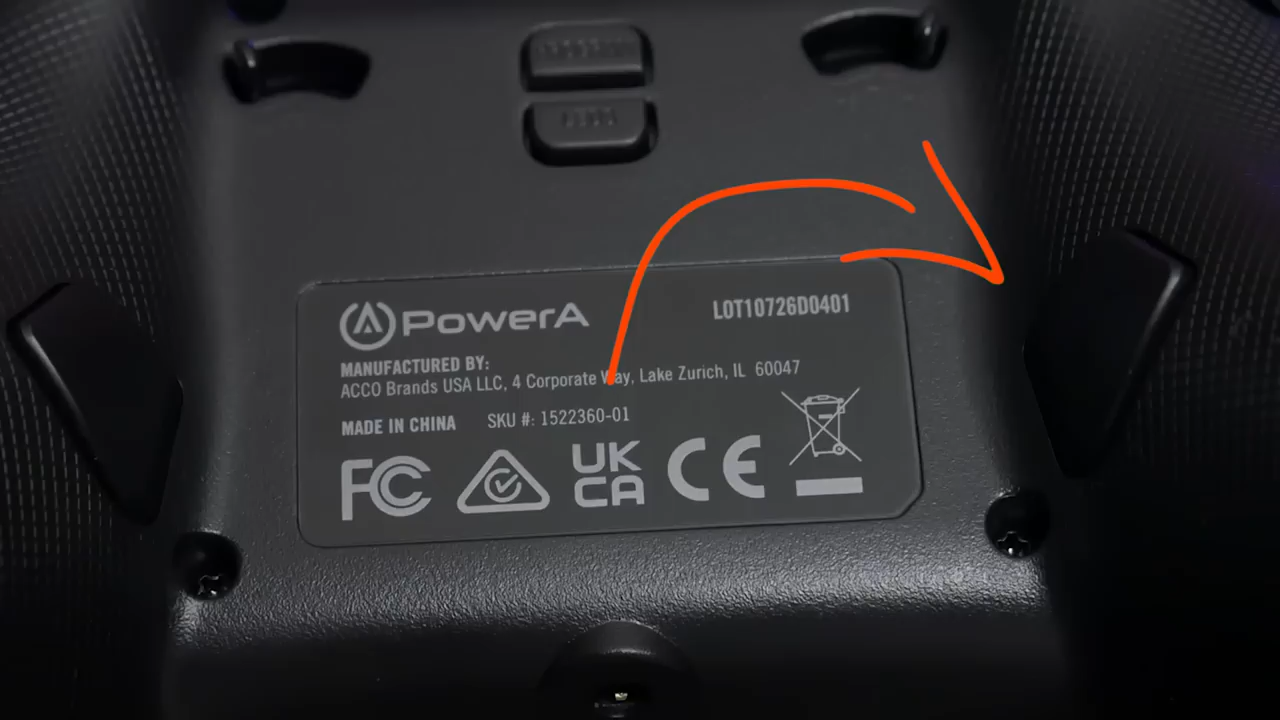 PowerA
LOT10726D0401
MANUFACTURED BY:
ACCO Brands USA LLC, 4 Corporate Way, Lake Zurich, IL 60047
MADE IN CHINA SKU #: 1522360-01
FC
UK
CA
CE